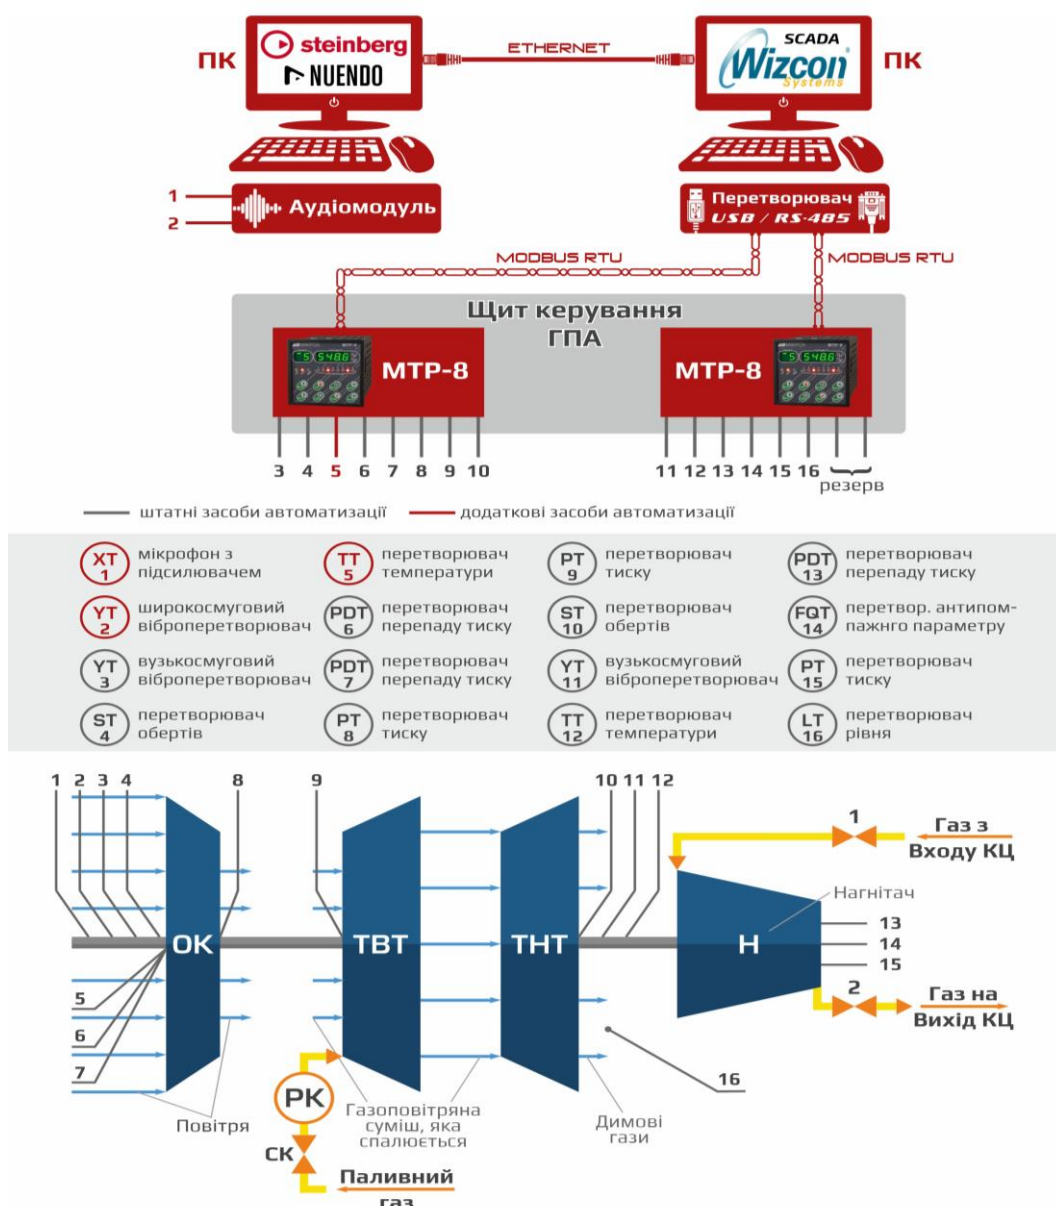 ПК
steinberg
NUENDO
ETHERNET
SCADA
Wizcon
Systems
ПК
1
2
Аудіомодуль
Перетворювач
USB / RS-485
MODBUS RTU
MODBUS RTU
Щит керування
ГПА
5 548.6
МТР-8
МТР-8
5 548.6
3 4 5 6 7 8 9 10
11 12 13 14 15 16
резерв
штатні засоби автоматизації
додаткові засоби автоматизації
XT 1 мікрофон з
підсилювачем
TT 5 перетворювач
температури
PT 9 перетворювач
тиску
PDT 13 перетворювач
перепаду тиску
YT 2 широкосмуговий
віброперетворювач
PDT 6 перетворювач
перепаду тиску
ST 10 перетворювач
обертів
FQT 14 перетвор. антипом-
пажнго параметру
YT 3 вузькосмуговий
віброперетворювач
PDT 7 перетворювач
перепаду тиску
YT 11 вузькосмуговий
віброперетворювач
PT 15 перетворювач
тиску
ST 4 перетворювач
обертів
PT 8 перетворювач
тиску
TT 12 перетворювач
температури
LT 16 перетворювач
рівня
1 2 3 4 8 9 10 11 12
1
Газ з
Входу КЦ
Нагнітач
ОК
ТВТ
ТНТ
Н
13
14
15
5
6
7
2
Газ на
Вихід КЦ
16
Повітря
РК
Газоповітряна
суміш, яка
спалюється
Димові
гази
СК
Паливний
газ